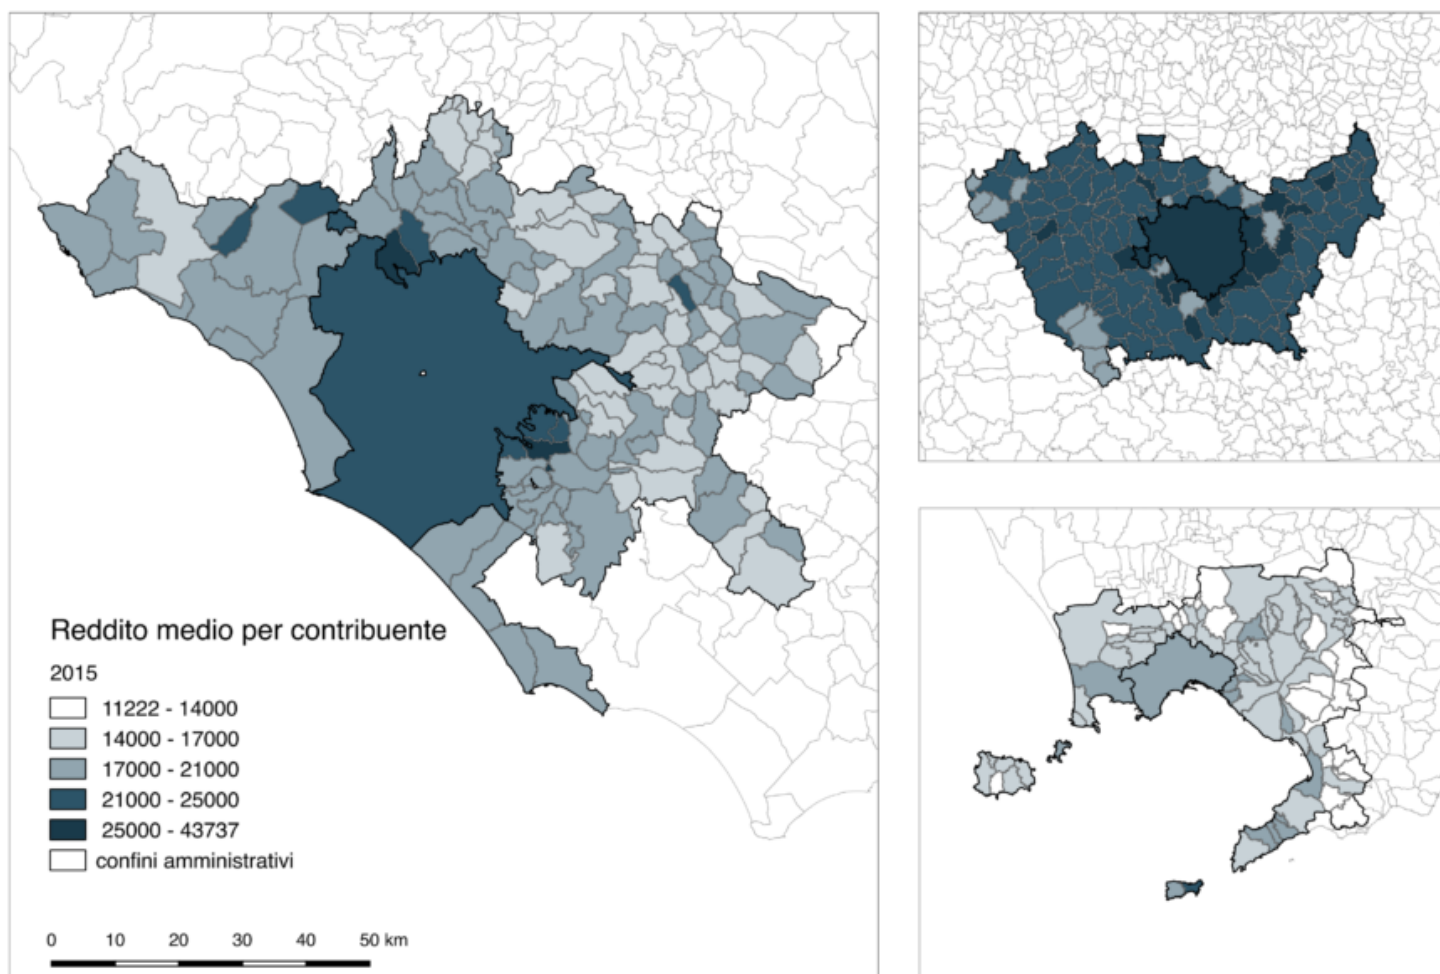 Reddito medio per contribuente
2015
11222 - 14000
14000 - 17000
17000 - 21000
21000 - 25000
25000 - 43737
confini amministrativi
0 10 20 30 40 50 km